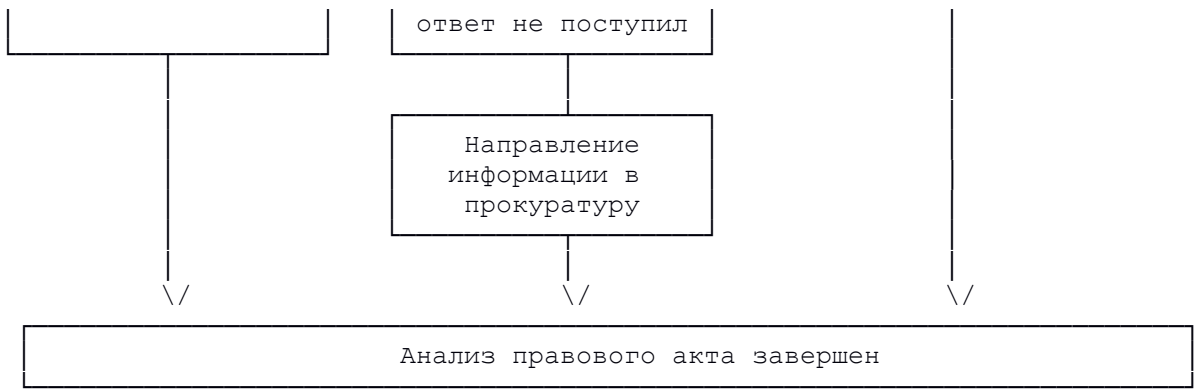 ответ не поступил
Направление
информации в
прокуратуру
\/ \/ \/
Анализ правового акта завершен